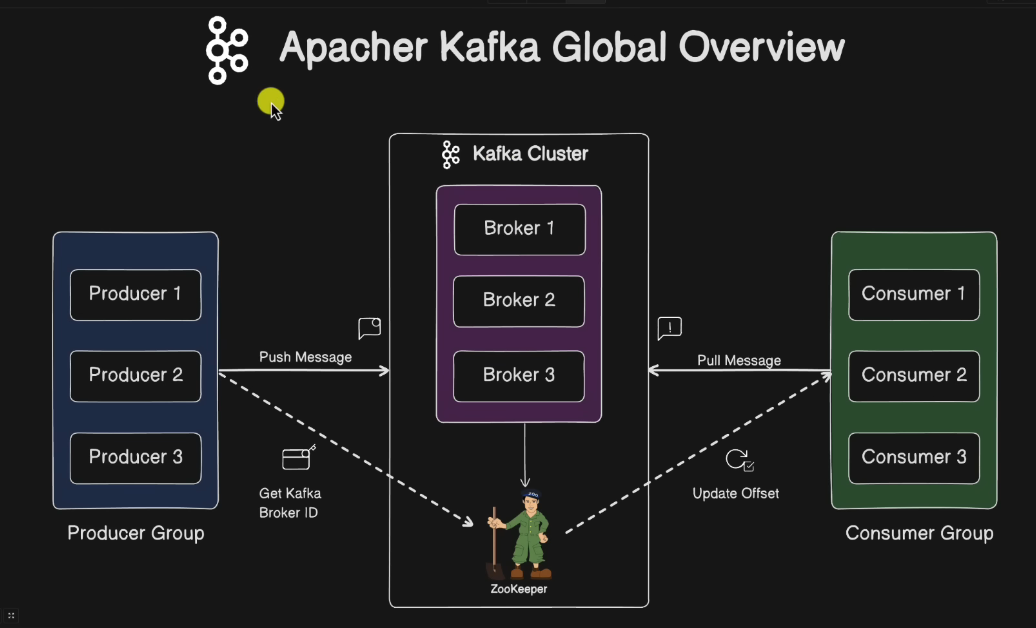 Apacher Kafka Global Overview
Kafka Cluster
Broker 1
Broker 2
Broker 3
Producer 1
Producer 2
Producer 3
Producer Group
Push Message
Get Kafka
Broker ID
ZOO
ZooKeeper
Pull Message
Update Offset
Consumer 1
Consumer 2
Consumer 3
Consumer Group